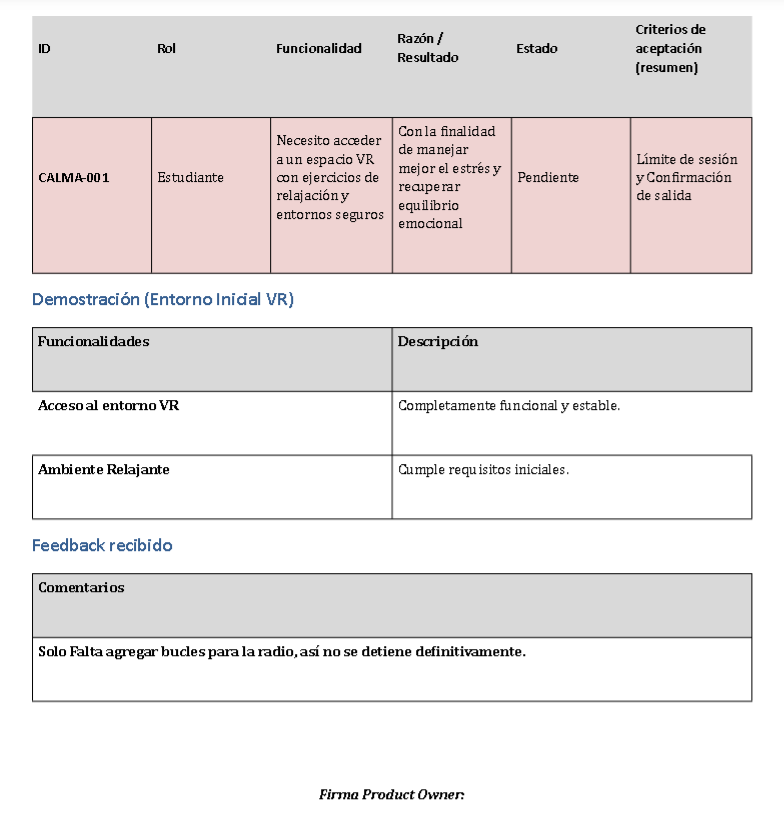 ID
Rol
Funcionalidad
Razón /
Resultado
Estado
Criterios de
aceptación
(resumen)
CALMA-001
Estudiante
Necesito acceder
a un espacio VR
con ejercicios de
relajación y
entornos seguros
Con la finalidad
de manejar
mejor el estrés y
recuperar
equilibrio
emocional
Pendiente
Límite de sesión
y Confirmación
de salida
Demostración (Entorno Inicial VR)
Funcionalidades
Descripción
Acceso al entorno VR
Completamente funcional y estable.
Ambiente Relajante
Cumple requisitos iniciales.
Feedback recibido
Comentarios
Solo Falta agregar bucles para la radio, así no se detiene definitivamente.
Firma Product Owner: